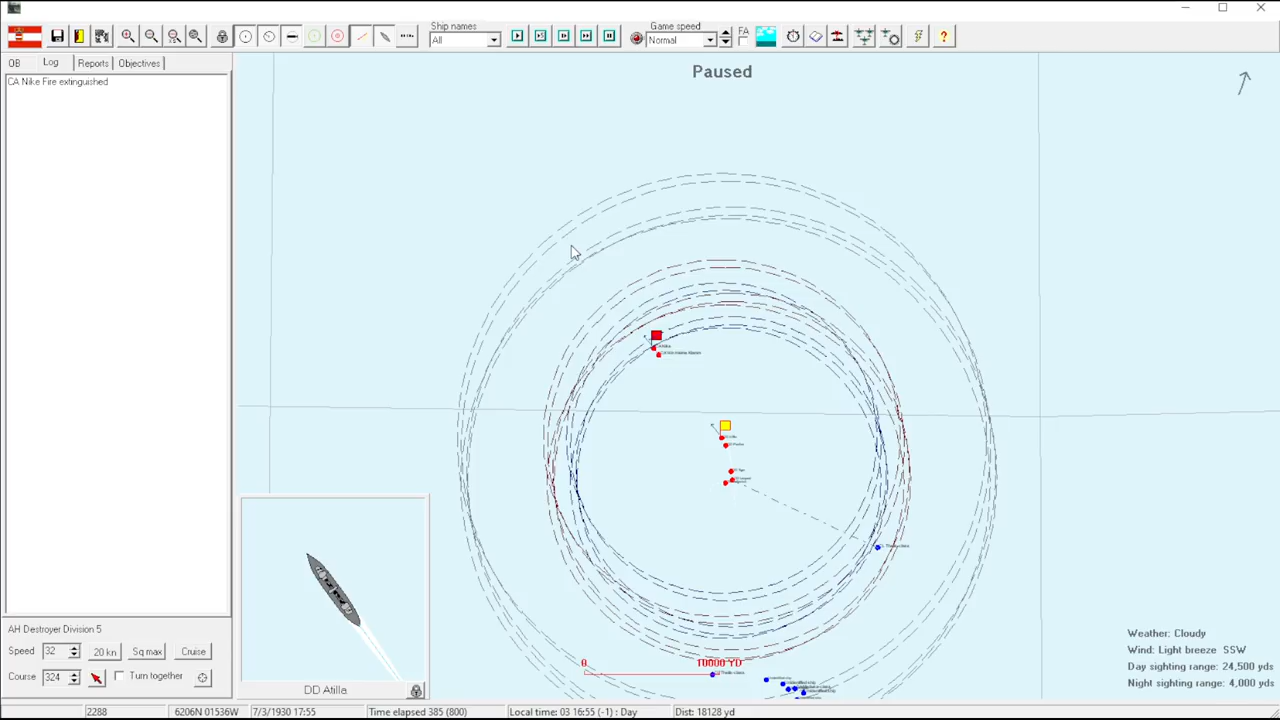 Ship names
Game speed
All
Normal
FA
?
OB
Log
Reports
Objectives
CA Nike Fire extinguished
Paused
0
10000 YD
AH Destroyer Division 5
Speed
32
20 kn
Sq max
Cruise
Course
324
Turn together
DD Atilla
Weather: Cloudy
Wind: Light breeze SSW
Day sighting range: 24,500 yds
Night sighting range: 4,000 yds
2288
6206N 01536W
7/3/1930 17:55
Time elapsed 385 (800)
Local time: 03 16:55 (-1) : Day
Dist: 18128 yd